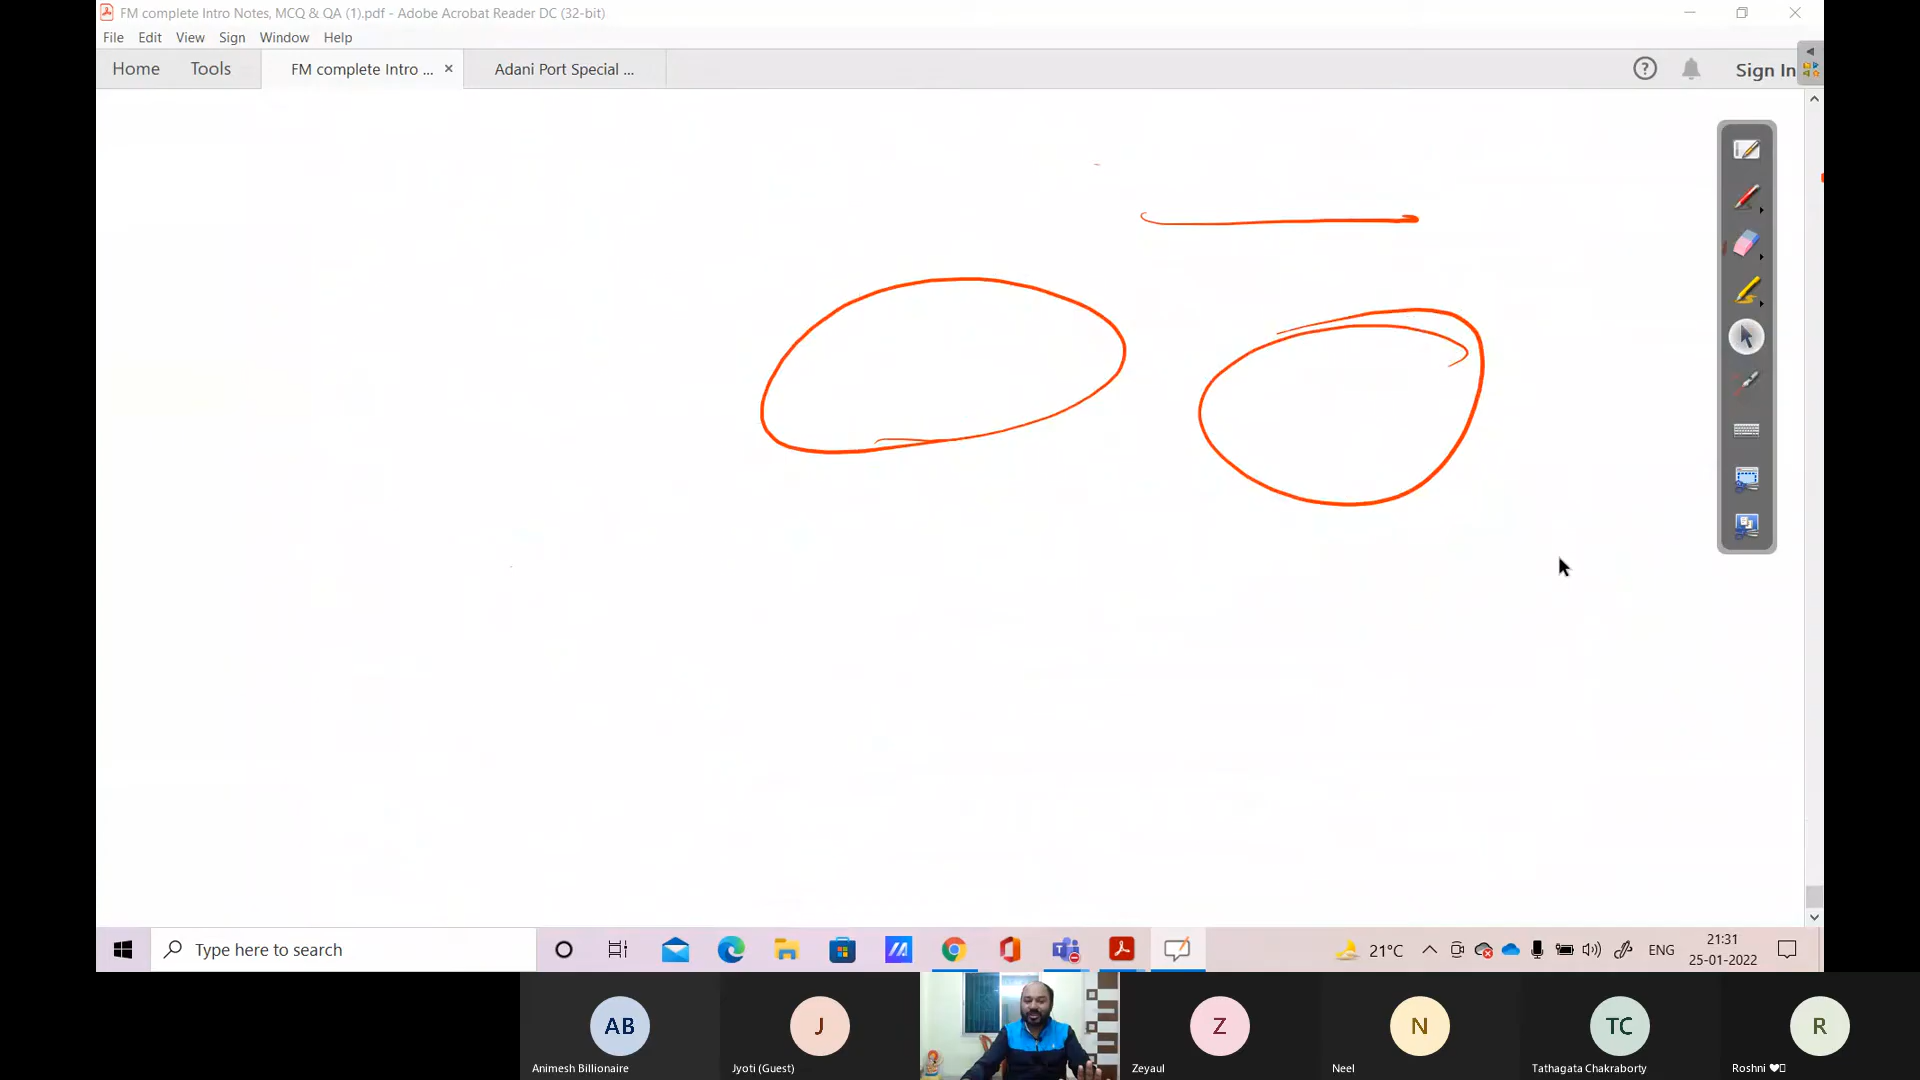 FM complete Intro Notes, MCQ & QA (1).pdf - Adobe Acrobat Reader DC (32-bit)
File Edit View Sign Window Help
Home Tools FM complete Intro ... × Adani Port Special ... Sign In
Type here to search
21°C ENG 21:31
25-01-2022
AB J Z N TC R
Animesh Billionaire Jyoti (Guest) Zeyaul Neel Tathagata Chakraborty Roshni ❤